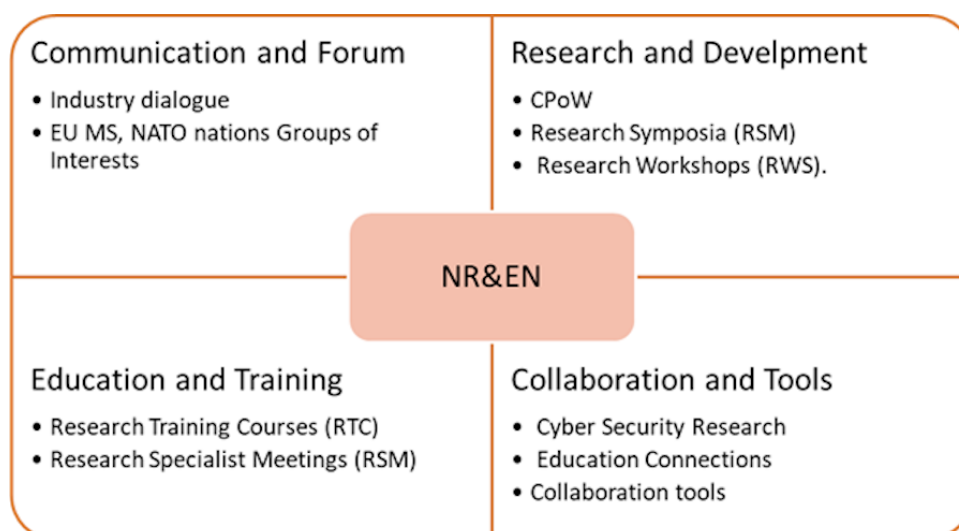 Communication and Forum
• Industry dialogue
• EU MS, NATO nations Groups of
Interests
Research and Develpment
• CPoW
• Research Symposia (RSM)
• Research Workshops (RWS).
NR&EN
Education and Training
• Research Training Courses (RTC)
• Research Specialist Meetings (RSM)
Collaboration and Tools
• Cyber Security Research
• Education Connections
• Collaboration tools